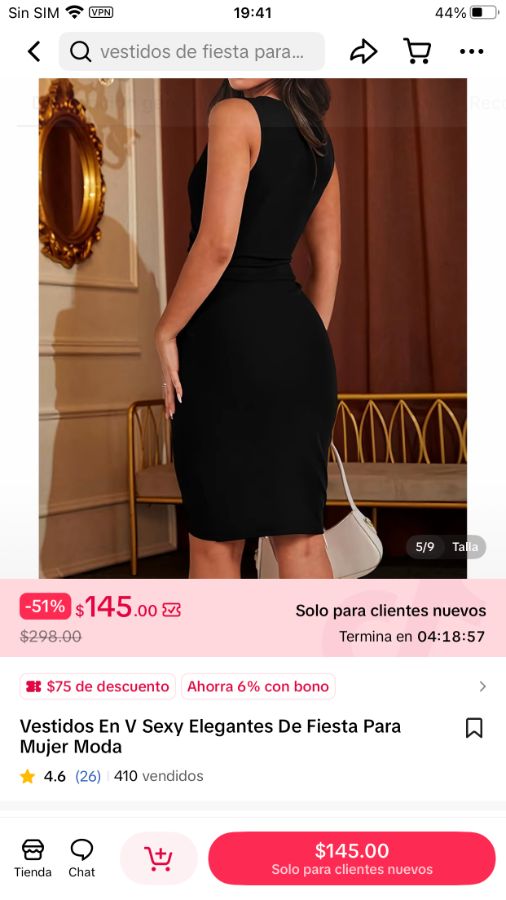 Sin SIM VPN 19:41 44%
vestidos de fiesta para...
5/9 Talla
-51% $145.00 Solo para clientes nuevos
$298.00 Termina en 04:18:57
$75 de descuento Ahorra 6% con bono
Vestidos En V Sexy Elegantes De Fiesta Para
Mujer Moda
4.6 (26) 410 vendidos
$145.00
Tienda Chat Solo para clientes nuevos